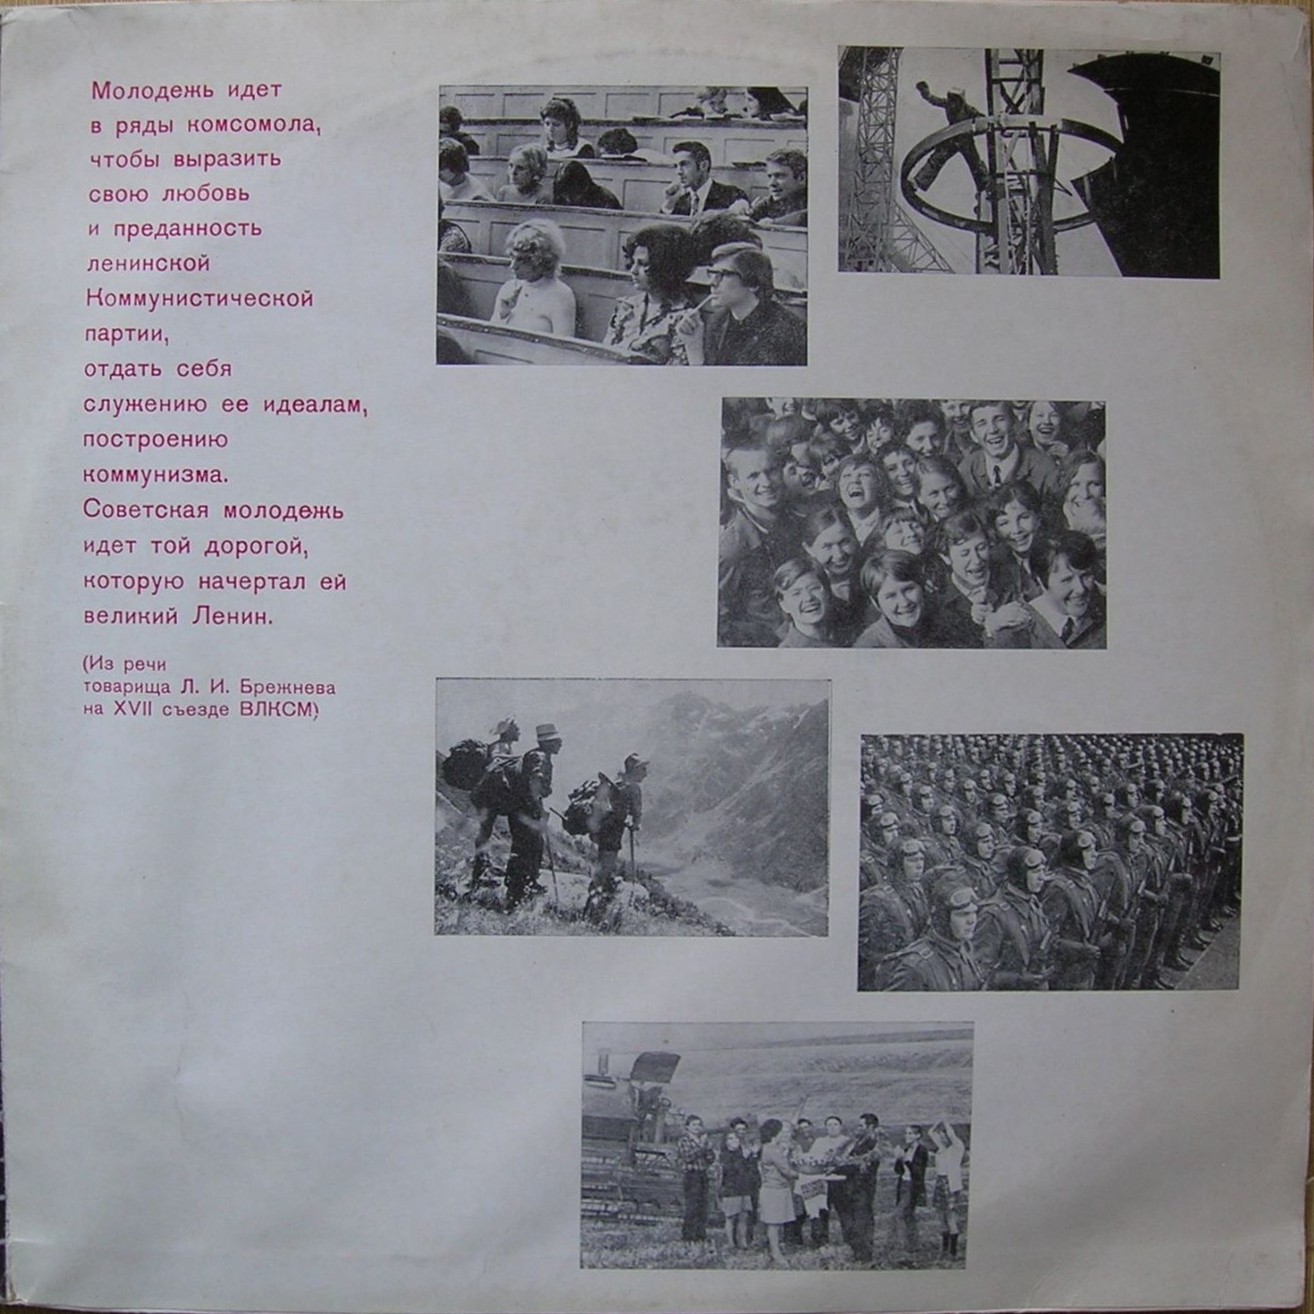 Молодежь идет
в ряды комсомола,
чтобы выразить
свою любовь
и преданность
ленинской
Коммунистической
партии,
отдать себя
служению ее идеалам,
построению
коммунизма.
Советская молодежь
идет той дорогой,
которую начертал ей
великий Ленин.
(Из речи
товарища Л. И. Брежнева
на XVII съезде ВЛКСМ)